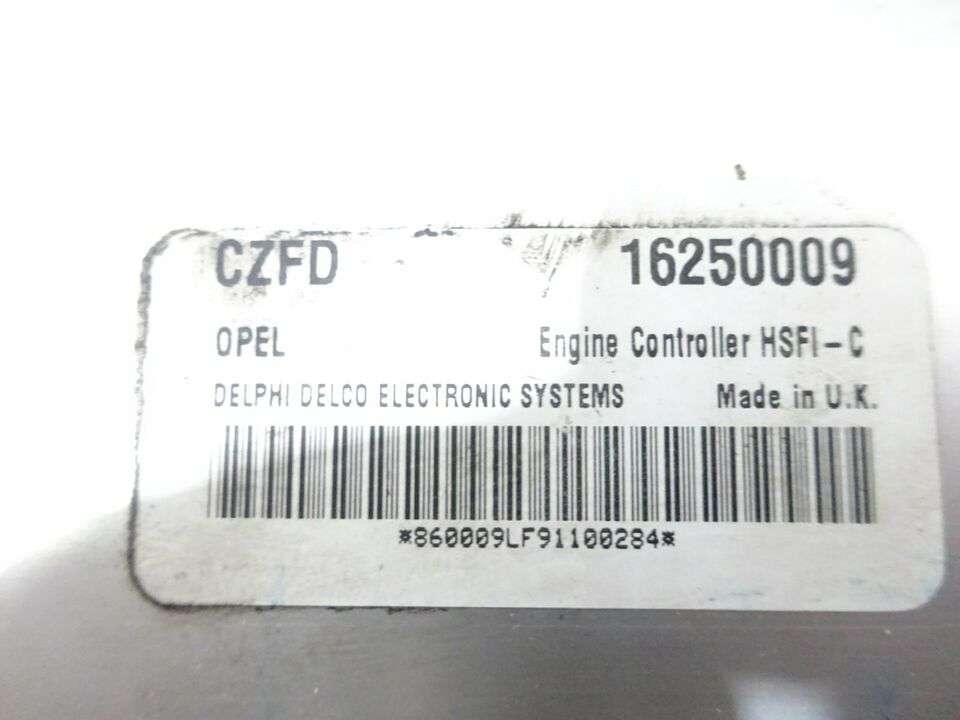 CZFD 16250009
OPEL Engine Controller HSFI-C
DELPHI DELCO ELECTRONIC SYSTEMS Made in U.K.
*860009LF91100284*